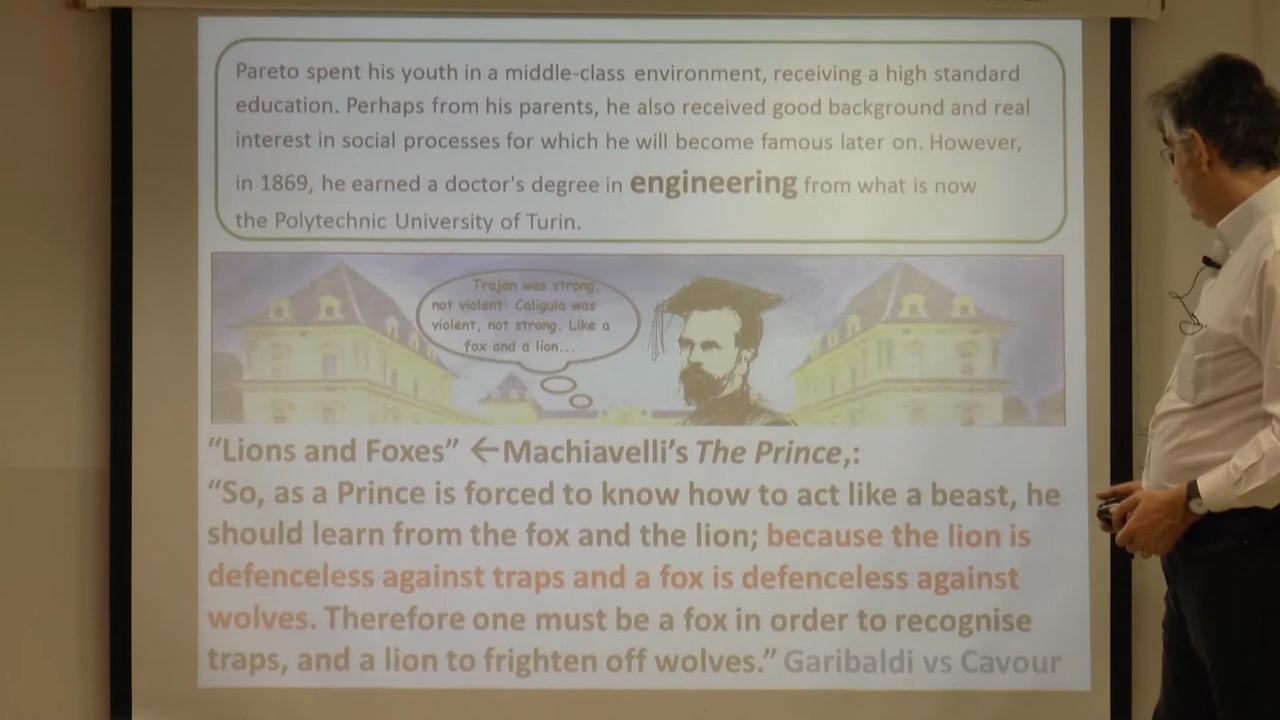 Pareto spent his youth in a middle-class environment, receiving a high standard
education. Perhaps from his parents, he also received good background and real
interest in social processes for which he will become famous later on. However,
in 1869, he earned a doctor's degree in engineering from what is now
the Polytechnic University of Turin.
Trajan was strong,
not violent. Caligula was
violent, not strong. Like a
fox and a lion...
“Lions and Foxes” ←Machiavelli’s The Prince,:
“So, as a Prince is forced to know how to act like a beast, he
should learn from the fox and the lion; because the lion is
defenceless against traps and a fox is defenceless against
wolves. Therefore one must be a fox in order to recognise
traps, and a lion to frighten off wolves.” Garibaldi vs Cavour